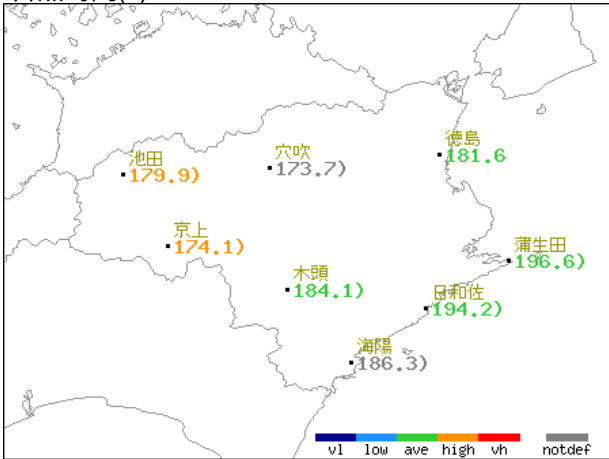 徳島
181.6
池田
179.9)
穴吹
173.7)
京上
174.1)
蒲生田
196.6)
木頭
184.1)
日和佐
194.2)
海陽
186.3)
vl low ave high vh notdef